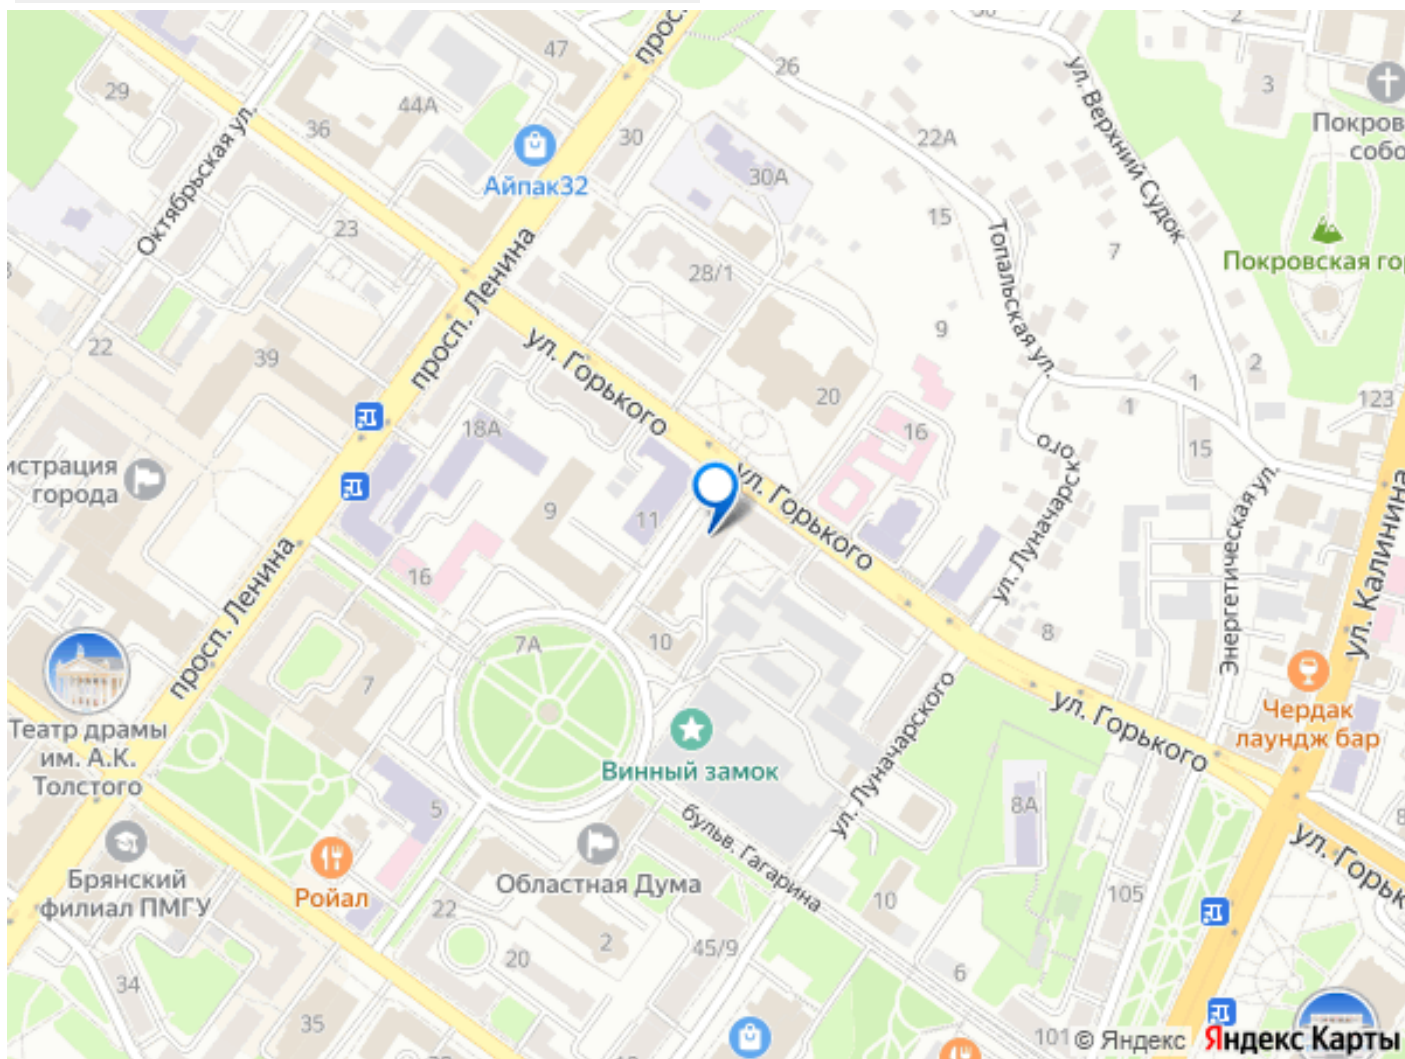 47
просп.
26
29
44А
3
Октябрьская ул.
36
30
22А
ул. Верхний Судок
Покров
собо
Айпак32
30А
15
23
7
Топальская ул.
28/1
Покровская гор
просп. Ленина
ул. Горького
9
22
39
20
2
1
1
123
18А
16
15
Луначарского
истрация
города
ул. Горького
9
11
ул. Луначарского
Энергетическая ул.
ул. Калинина
просп. Ленина
16
7А
10
8
7
Театр драмы
им. А.К.
Толстого
Чердак
лаундж бар
ул. Горького
Винный замок
ул. Луначарского
5
8А
бульв. Гагарина
ул. Горьк
Брянский
филиал ПМГУ
Ройал
Областная Дума
22
10
105
2
45/9
20
6
34
35
101
© Яндекс
Яндекс Карты